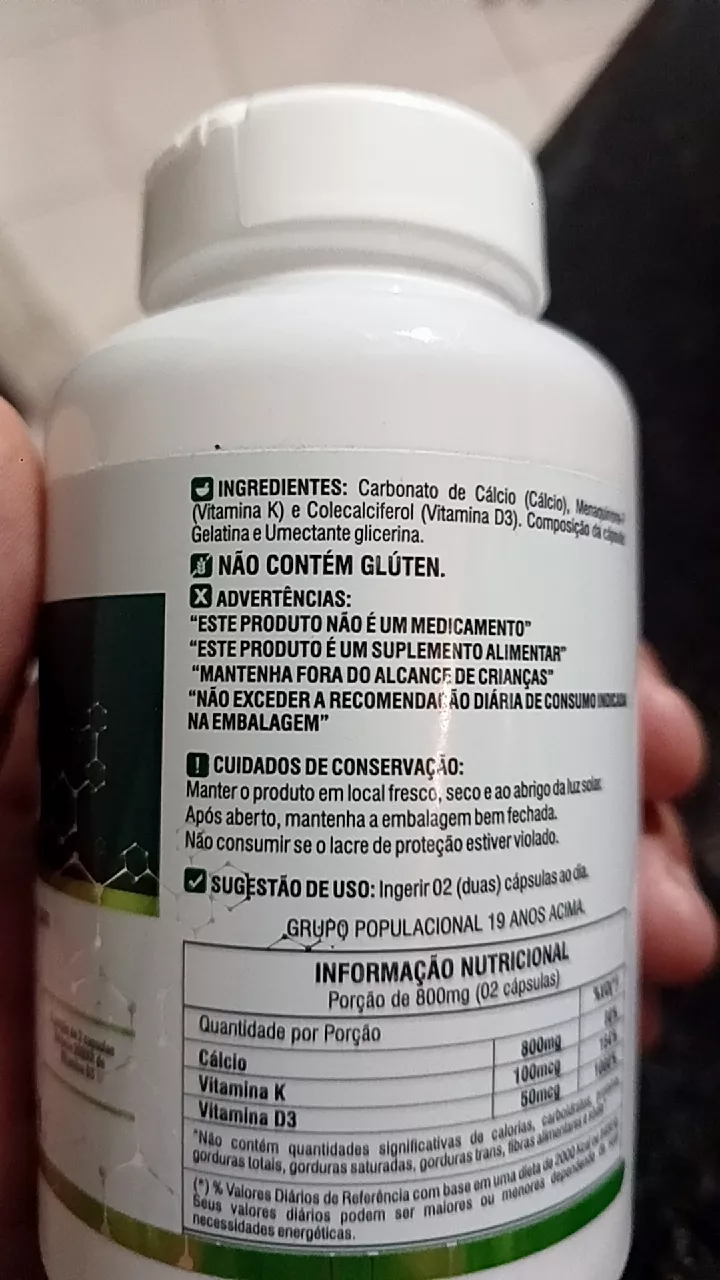 INGREDIENTES: Carbonato de Cálcio (Cálcio),
(Vitamina K) e Colecalciferol (Vitamina D3). Composição da
Gelatina e Umectante glicerina.
NÃO CONTÉM GLÚTEN.
ADVERTÊNCIAS:
“ESTE PRODUTO NÃO É UM MEDICAMENTO”
“ESTE PRODUTO É UM SUPLEMENTO ALIMENTAR”
“MANTENHA FORA DO ALCANCE DE CRIANÇAS”
“NÃO EXCEDER A RECOMENDAÇÃO DIÁRIA DE CONSUMO
NA EMBALAGEM”
CUIDADOS DE CONSERVAÇÃO:
Manter o produto em local fresco, seco e ao abrigo da luz solar.
Após aberto, mantenha a embalagem bem fechada.
Não consumir se o lacre de proteção estiver violado.
SUGESTÃO DE USO: Ingerir 02 (duas) cápsulas ao dia.
GRUPO POPULACIONAL 19 ANOS ACIMA.
INFORMAÇÃO NUTRICIONAL
Porção de 800mg (02 cápsulas)
Quantidade por Porção
Cálcio 800mg
Vitamina K 100mcg
Vitamina D3 50mcg
*Não contém quantidades significativas de calorias, carboidratos,
gorduras totais, gorduras saturadas, gorduras trans, fibras alimentares e
(*) % Valores Diários de Referência com base em uma dieta de 2000 kcal
Seus valores diários podem ser maiores ou menores dependendo de
necessidades energéticas.